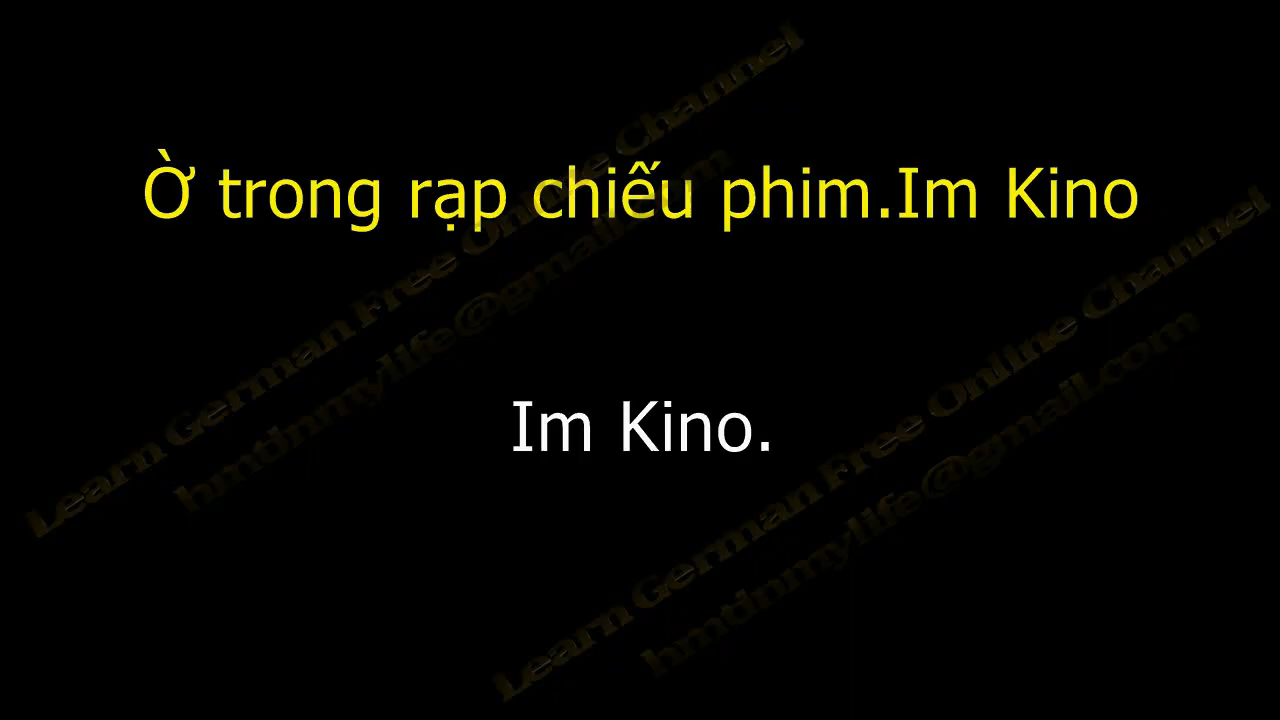 Ờ trong rạp chiếu phim.Im Kino
Im Kino.
Learn German Free Online Channel
hmtinmylife@gmail.com
Learn German Free Online Channel
hmtinmylife@gmail.com